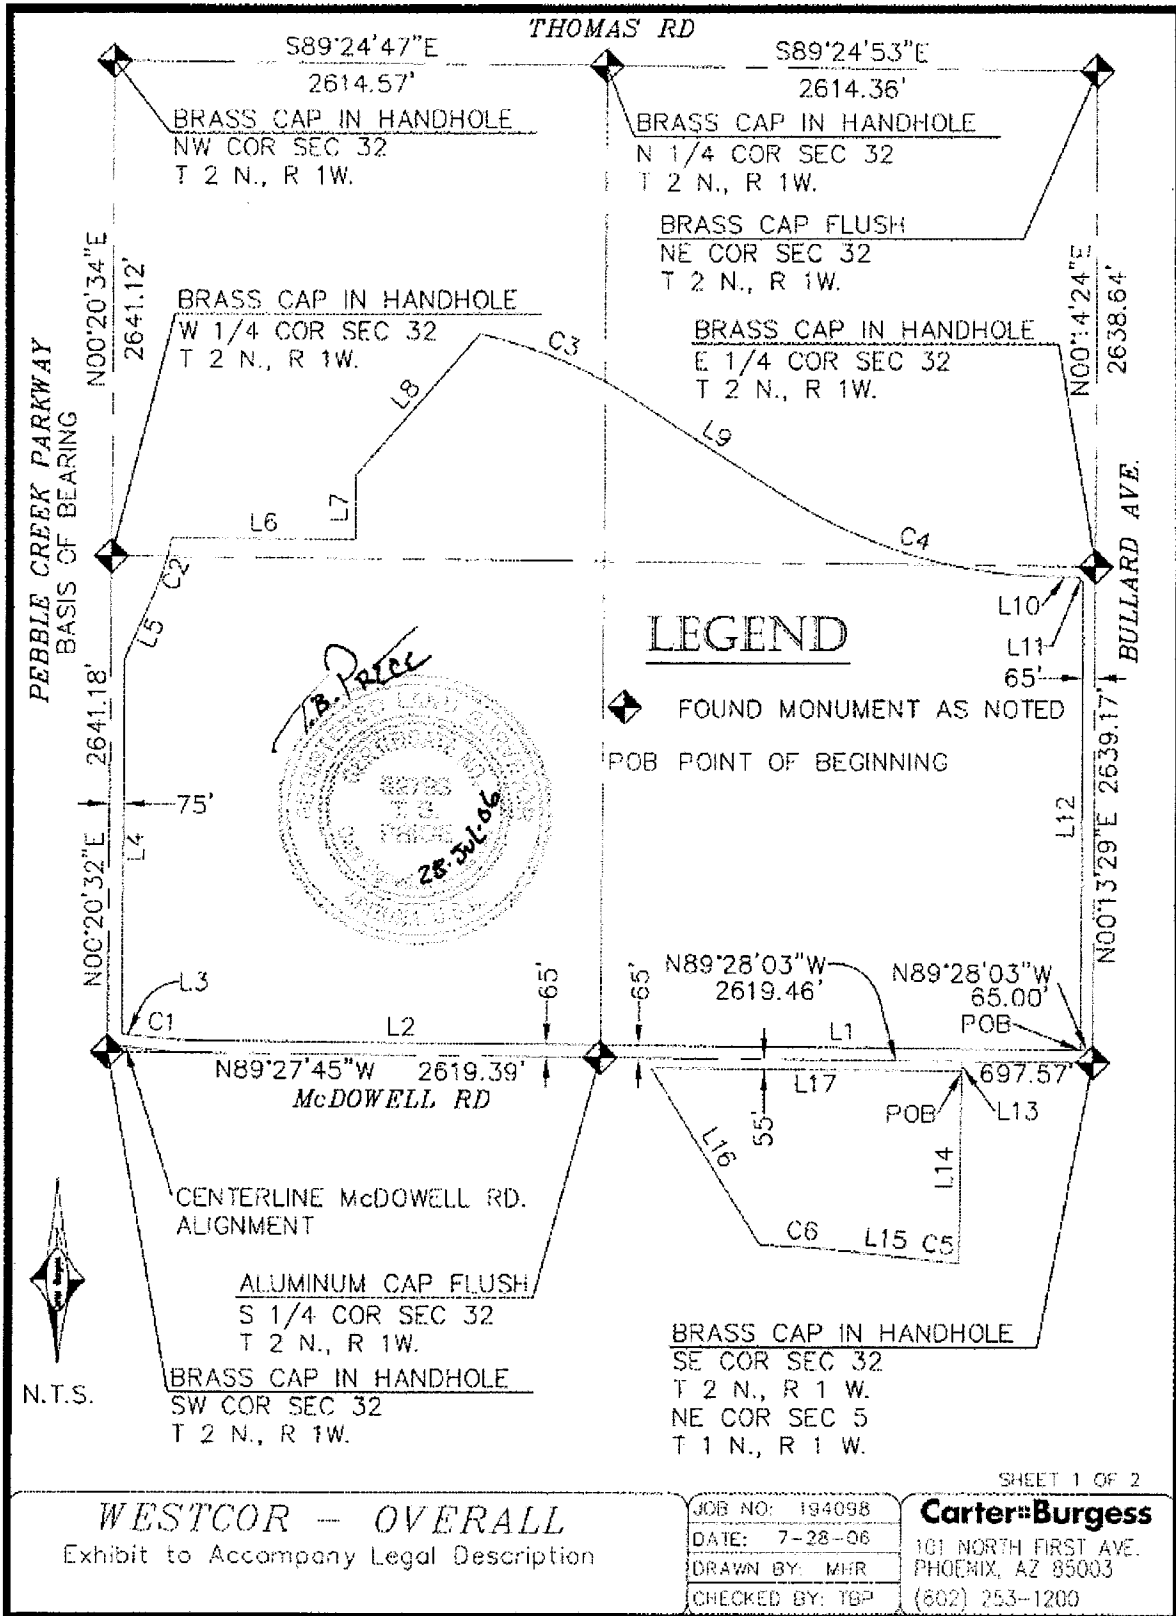 THOMAS RD
S89°24'47"E
2614.57'
S89°24'53"E
2614.36'
BRASS CAP IN HANDHOLE
NW COR SEC 32
T 2 N., R 1W.
BRASS CAP IN HANDHOLE
N 1/4 COR SEC 32
T 2 N., R 1W.
BRASS CAP FLUSH
NE COR SEC 32
T 2 N., R 1W.
N00°20'34"E
2641.12'
N00°14'24"E
2638.64'
BRASS CAP IN HANDHOLE
W 1/4 COR SEC 32
T 2 N., R 1W.
BRASS CAP IN HANDHOLE
E 1/4 COR SEC 32
T 2 N., R 1W.
PEBBLE CREEK PARKWAY
BASIS OF BEARING
C3
L8
L9
L7
L6
C2
L5
C4
L10
L11
65'
BULLARD AVE.
LEGEND
FOUND MONUMENT AS NOTED
POB POINT OF BEGINNING
T.B. PRICE
REGISTERED LAND SURVEYOR
T. B.
PRICE
28-JUL-06
ARIZONA U.S.A.
2641.18'
N00°20'32"E
75'
L4
L12
N00°13'29"E 2639.17'
L3
C1
L2
65'
65'
N89°28'03"W
2619.46'
N89°28'03"W
65.00'
POB
L1
N89°27'45"W 2619.39'
McDOWELL RD
L17
697.57'
55'
POB
L13
L16
L14
C6
L15
C5
CENTERLINE McDOWELL RD.
ALIGNMENT
ALUMINUM CAP FLUSH
S 1/4 COR SEC 32
T 2 N., R 1W.
BRASS CAP IN HANDHOLE
SW COR SEC 32
T 2 N., R 1W.
BRASS CAP IN HANDHOLE
SE COR SEC 32
T 2 N., R 1 W.
NE COR SEC 5
T 1 N., R 1 W.
N.T.S.
SHEET 1 OF 2
WESTCOR - OVERALL
Exhibit to Accompany Legal Description
JOB NO: 194098
DATE: 7-28-06
DRAWN BY: MHR
CHECKED BY: TBP
Carter::Burgess
101 NORTH FIRST AVE.
PHOENIX, AZ 85003
(602) 253-1200